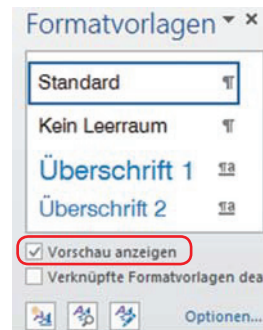 Formatvorlagen
Standard ¶
Kein Leerraum ¶
Überschrift 1 ¶a
Überschrift 2 ¶a
Vorschau anzeigen
Verknüpfte Formatvorlagen dea
Optionen...